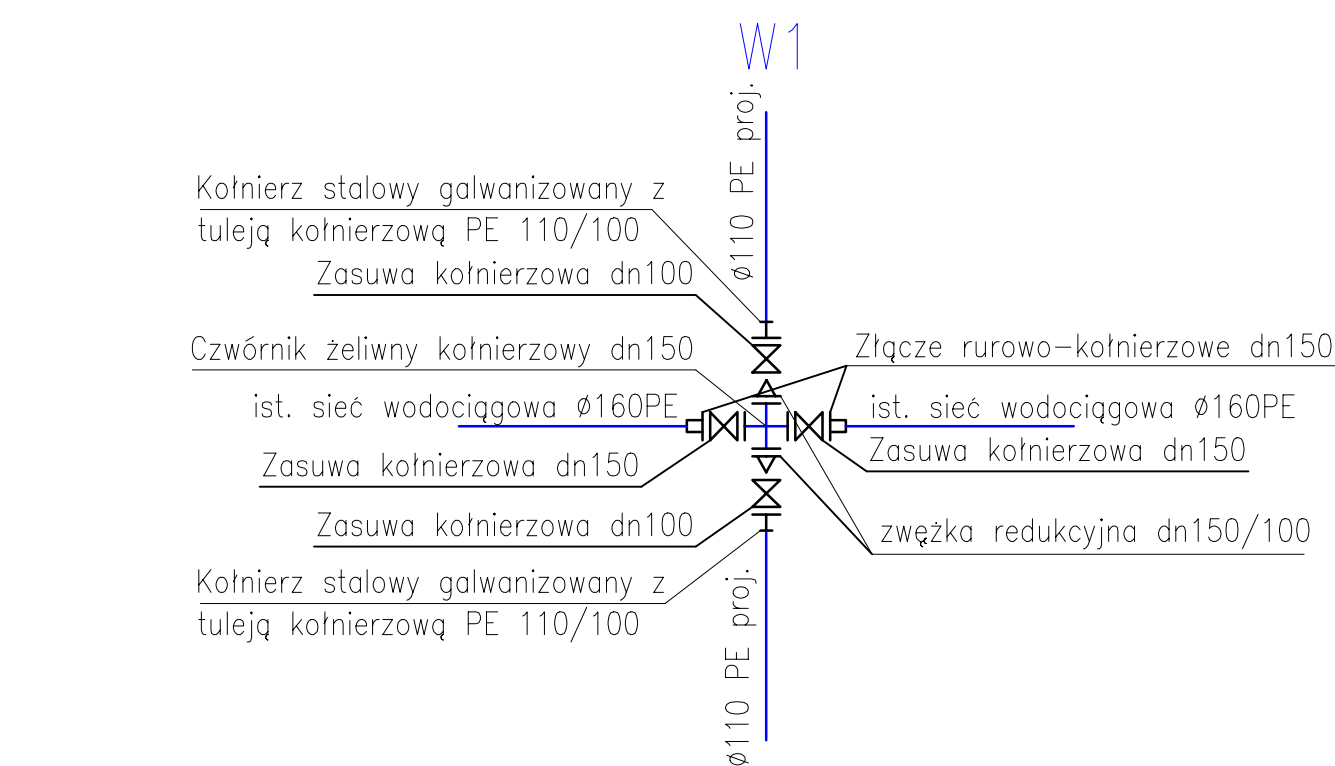 W1
ø110 PE proj.
Kołnierz stalowy galwanizowany z
tuleją kołnierzową PE 110/100
Zasuwa kołnierzowa dn100
Czwórnik żeliwny kołnierzowy dn150
Złącze rurowo-kołnierzowe dn150
ist. sieć wodociągowa ø160PE
ist. sieć wodociągowa ø160PE
Zasuwa kołnierzowa dn150
Zasuwa kołnierzowa dn150
Zasuwa kołnierzowa dn100
zwężka redukcyjna dn150/100
Kołnierz stalowy galwanizowany z
tuleją kołnierzową PE 110/100
ø110 PE proj.